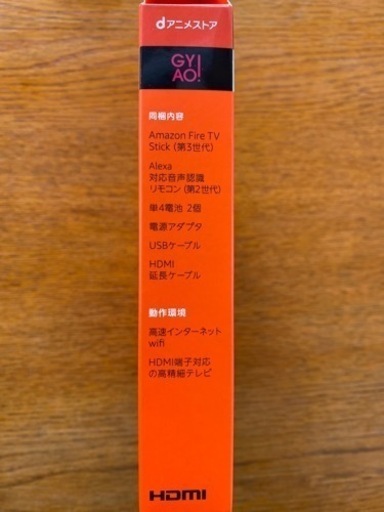 dアニメストア
GY
AO!
同梱内容
Amazon Fire TV
Stick (第3世代)
Alexa
対応音声認識
リモコン (第2世代)
単4電池 2個
電源アダプタ
USBケーブル
HDMI
延長ケーブル
動作環境
高速インターネット
wifi
HDMI端子対応
の高精細テレビ
HDMI